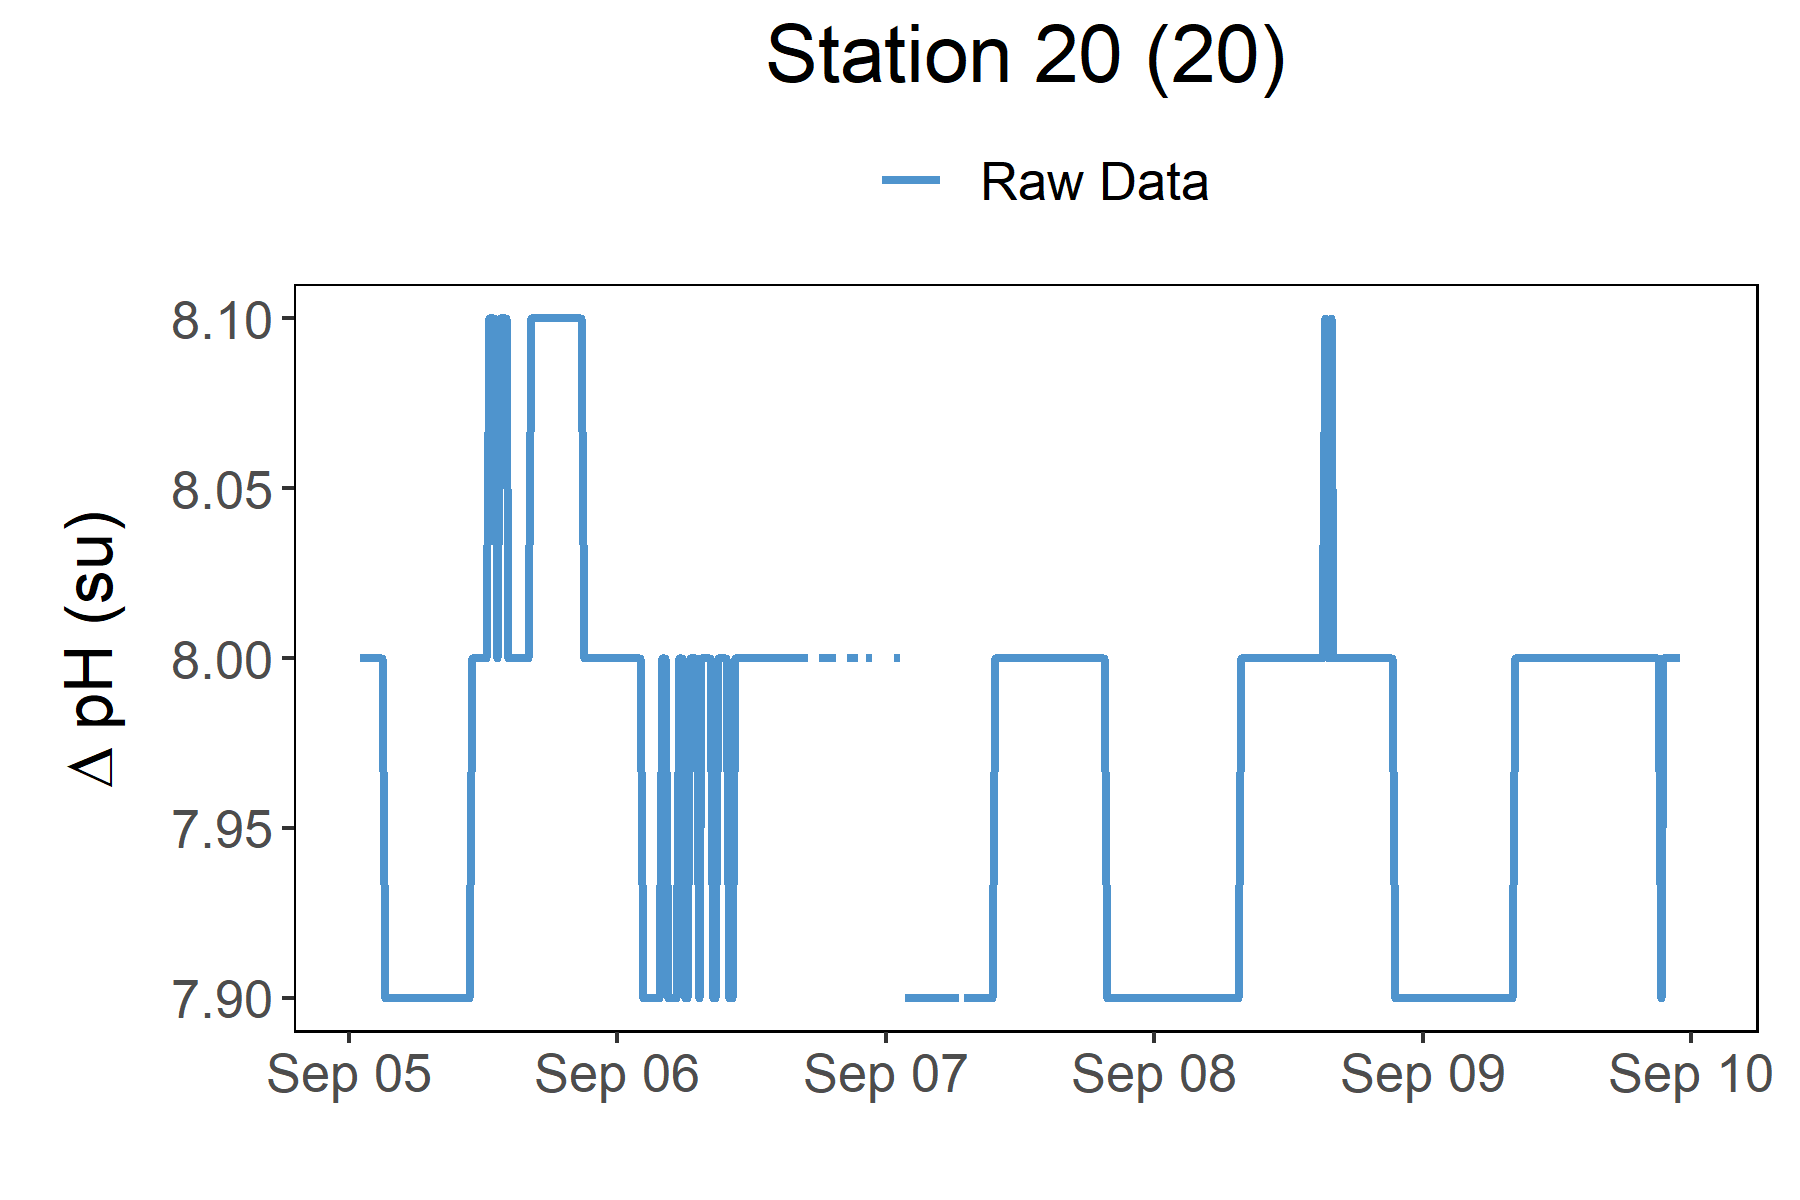 Station 20 (20)
Raw Data
Δ pH (su)
8.10
8.05
8.00
7.95
7.90
Sep 05
Sep 06
Sep 07
Sep 08
Sep 09
Sep 10